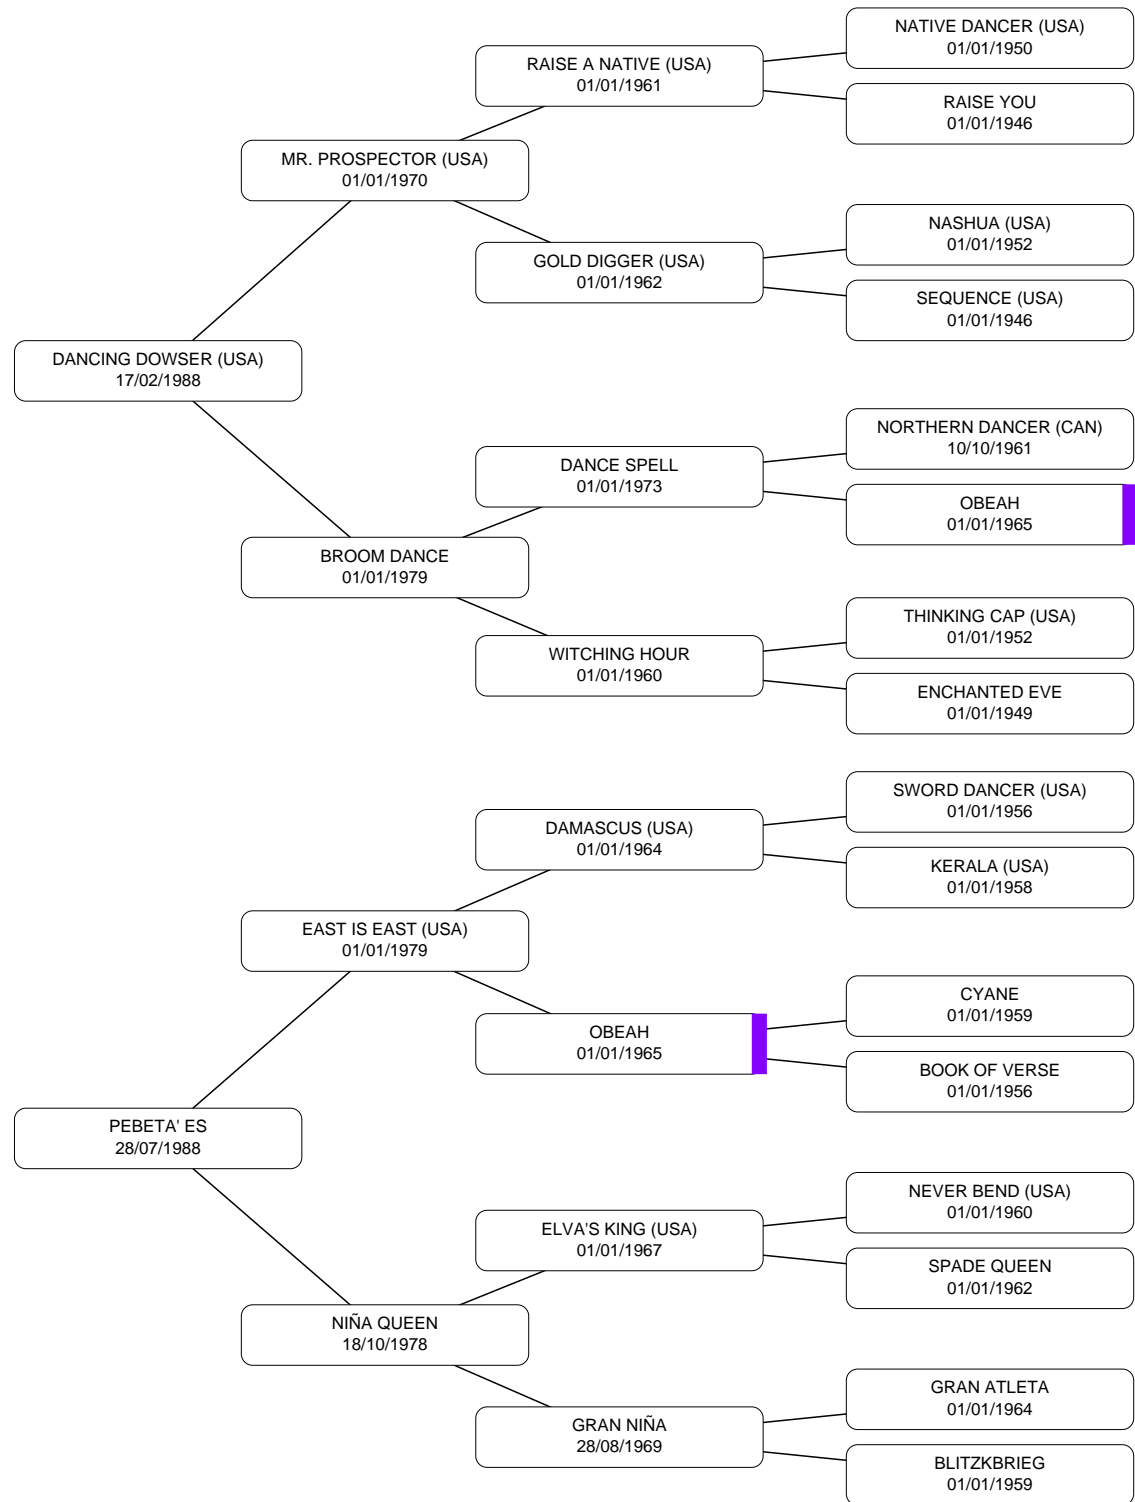 NATIVE DANCER (USA)
01/01/1950
RAISE A NATIVE (USA)
01/01/1961
RAISE YOU
01/01/1946
MR. PROSPECTOR (USA)
01/01/1970
NASHUA (USA)
01/01/1952
GOLD DIGGER (USA)
01/01/1962
SEQUENCE (USA)
01/01/1946
DANCING DOWSER (USA)
17/02/1988
NORTHERN DANCER (CAN)
10/10/1961
DANCE SPELL
01/01/1973
OBEAH
01/01/1965
BROOM DANCE
01/01/1979
THINKING CAP (USA)
01/01/1952
WITCHING HOUR
01/01/1960
ENCHANTED EVE
01/01/1949
SWORD DANCER (USA)
01/01/1956
DAMASCUS (USA)
01/01/1964
KERALA (USA)
01/01/1958
EAST IS EAST (USA)
01/01/1979
CYANE
01/01/1959
OBEAH
01/01/1965
BOOK OF VERSE
01/01/1956
PEBETA' ES
28/07/1988
NEVER BEND (USA)
01/01/1960
ELVA'S KING (USA)
01/01/1967
SPADE QUEEN
01/01/1962
NIÑA QUEEN
18/10/1978
GRAN ATLETA
01/01/1964
GRAN NIÑA
28/08/1969
BLITZKBRIEG
01/01/1959